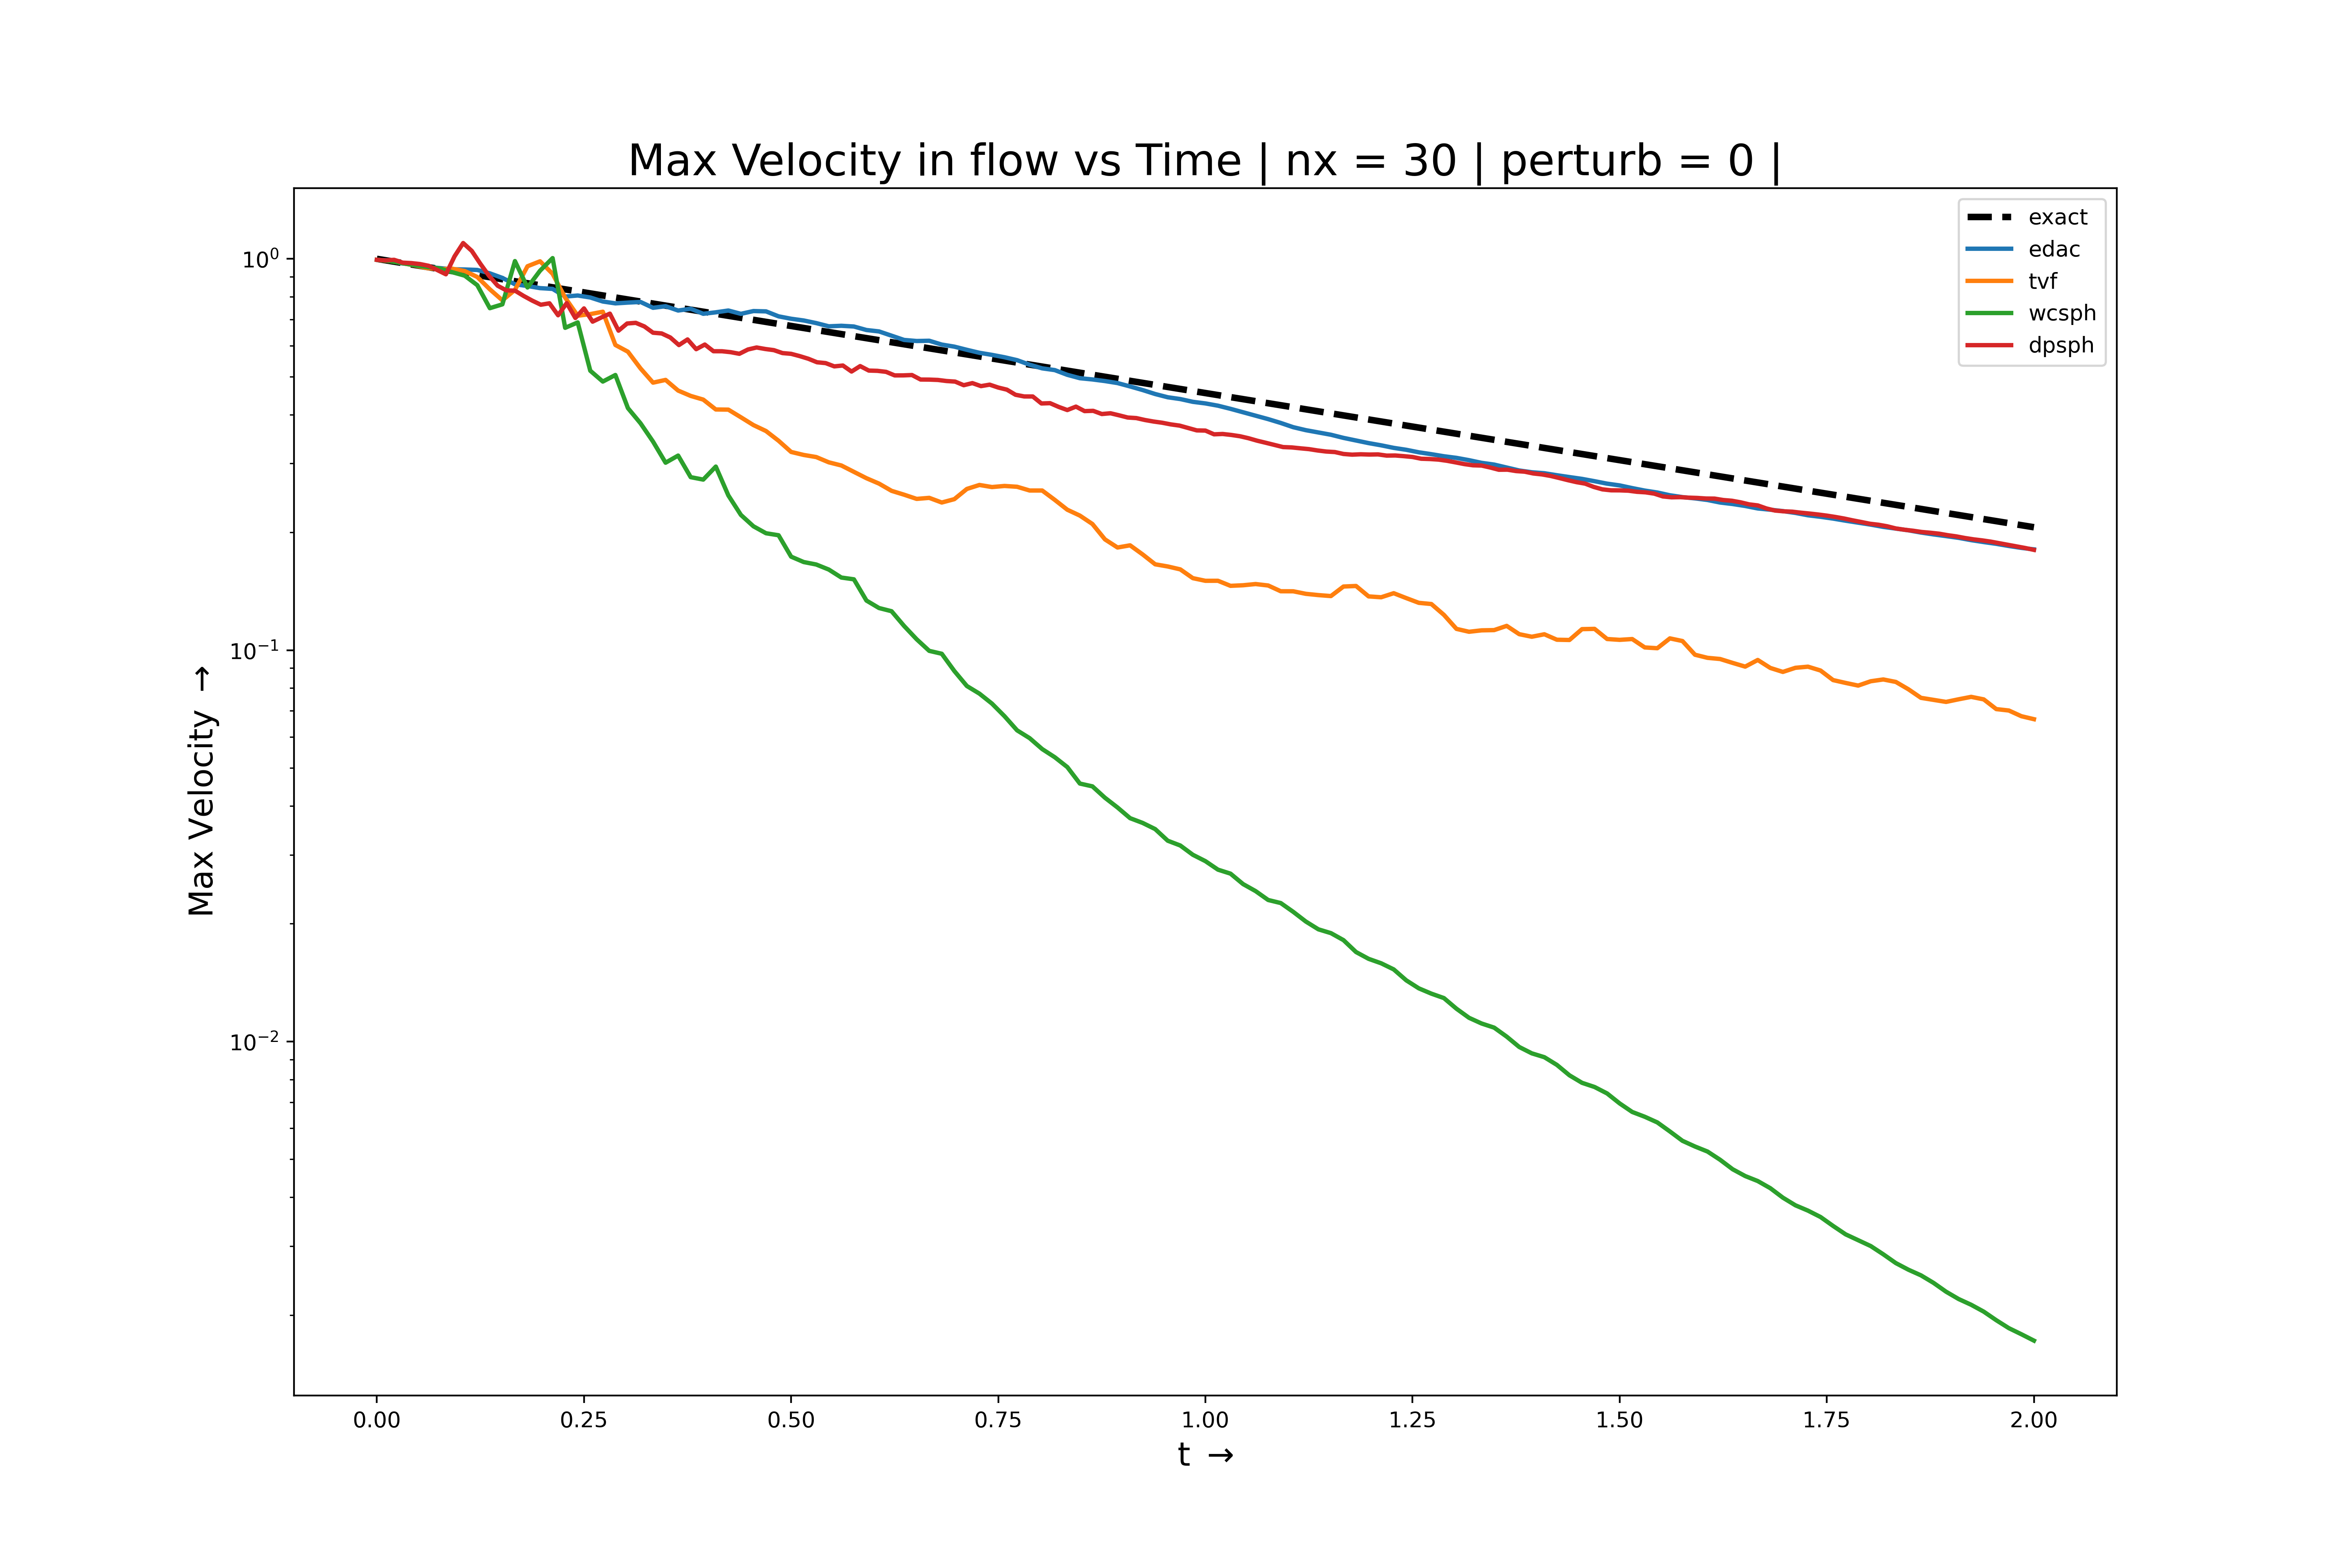 Max Velocity in flow vs Time | nx = 30 | perturb = 0 |
exact
edac
tvf
wcsph
dpsph
10⁰
10⁻¹
10⁻²
Max Velocity →
0.00 0.25 0.50 0.75 1.00 1.25 1.50 1.75 2.00
t →